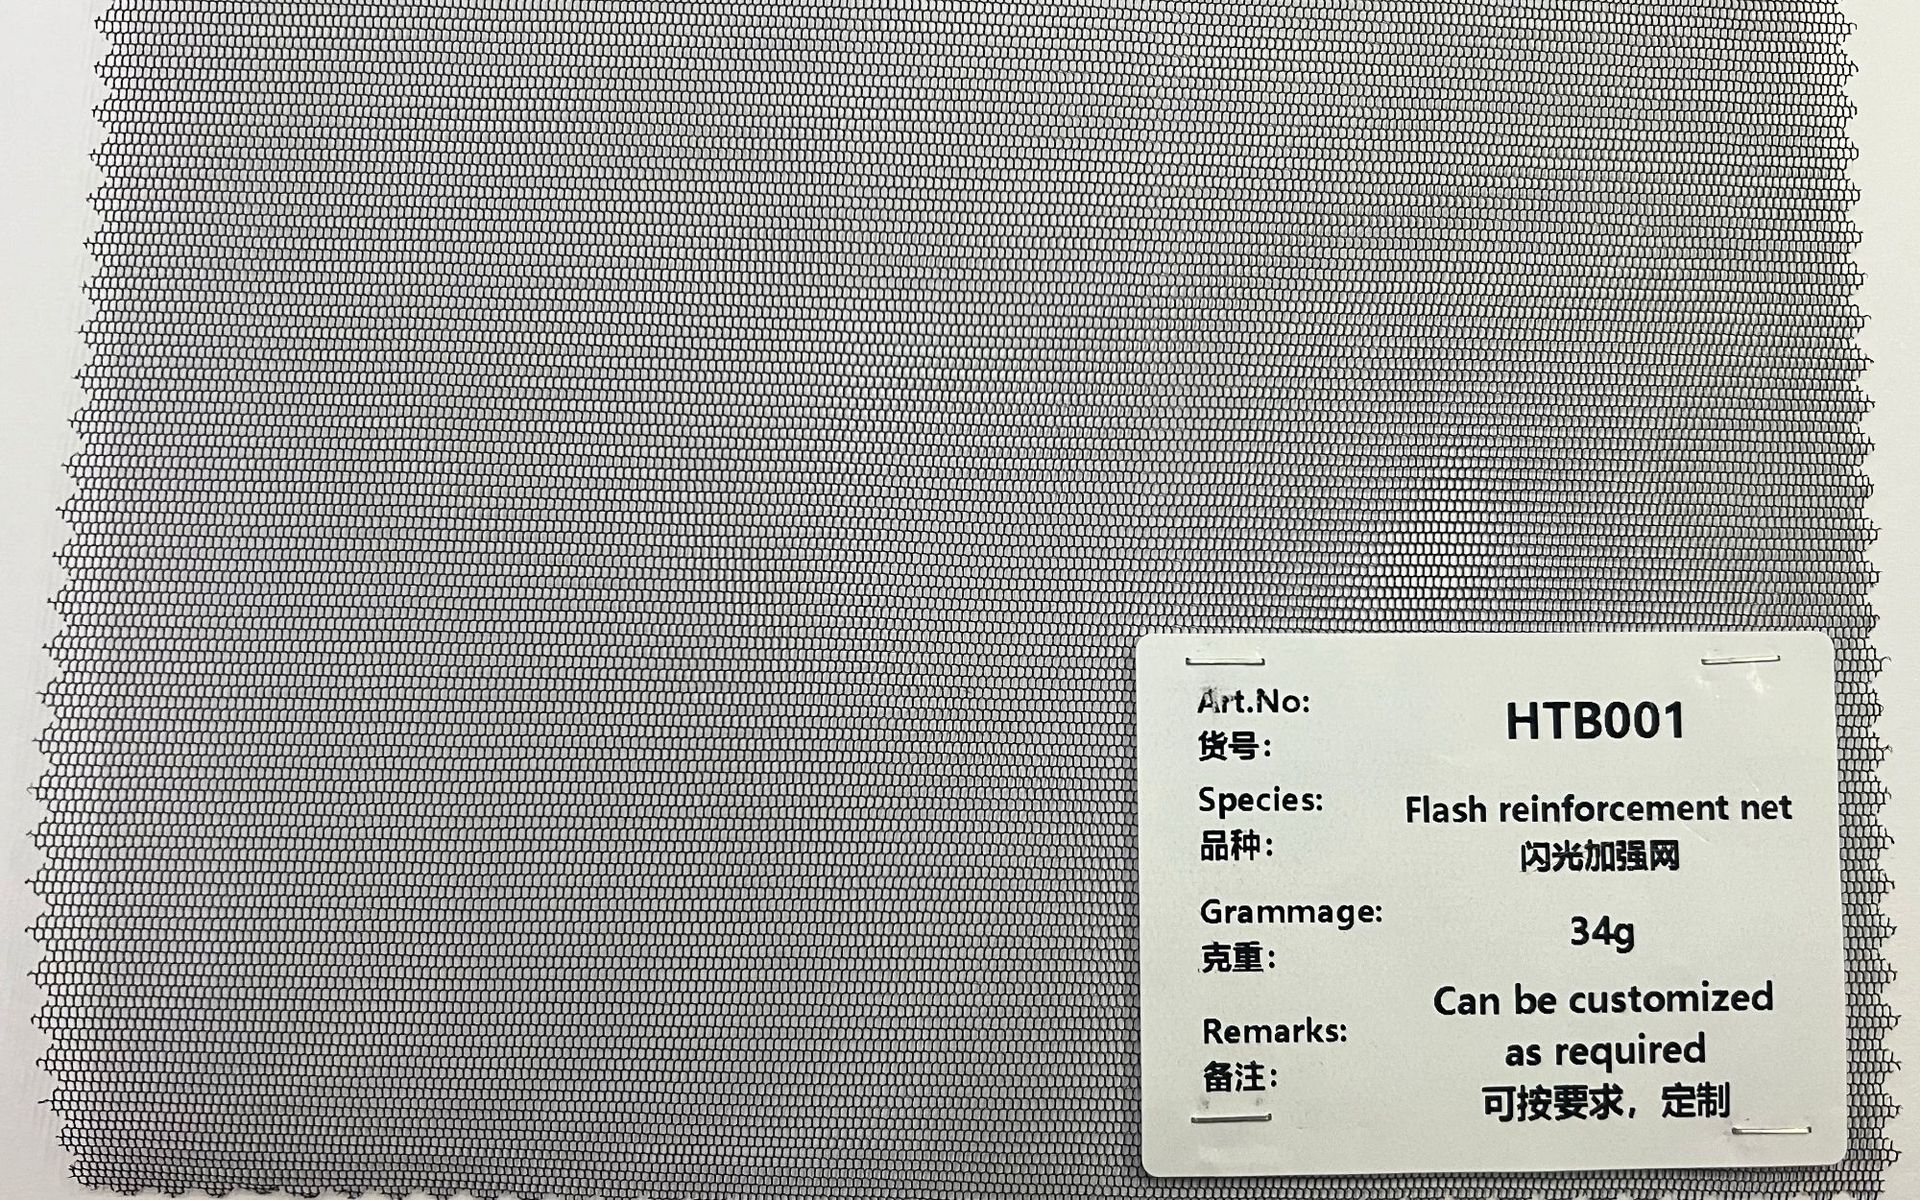 Art.No:
货号:
HTB001
Species:
品种:
Flash reinforcement net
闪光加强网
Grammage:
克重:
34g
Remarks:
备注:
Can be customized
as required
可按要求，定制